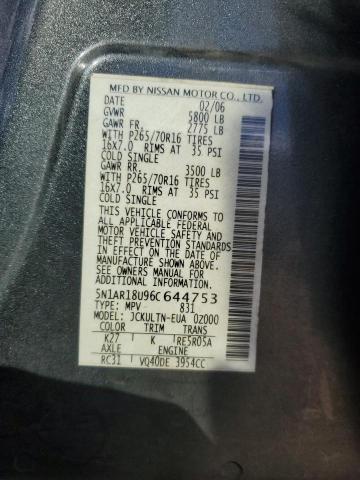 MFD BY NISSAN MOTOR CO., LTD.
DATE 02/06
GVWR 5800 LB
GAWR FR. 2775 LB
WITH P265/70R16 TIRES
16X7.0 RIMS AT 35 PSI
COLD SINGLE
GAWR RR. 3500 LB
WITH P265/70R16 TIRES
16X7.0 RIMS AT 35 PSI
COLD SINGLE
THIS VEHICLE CONFORMS TO
ALL APPLICABLE FEDERAL
MOTOR VEHICLE SAFETY AND
THEFT PREVENTION STANDARDS
IN EFFECT ON THE DATE OF
MANUFACTURE SHOWN ABOVE.
SEE OWNERS MANUAL FOR
ADDITIONAL INFORMATION.
5N1AR18U96C644753
TYPE: MPV 831
MODEL: JCKULTN-EUA 0Z000
COLOR TRIM TRANS
K27 K RE5R05A
AXLE ENGINE
RC31 VQ40DE 3954CC